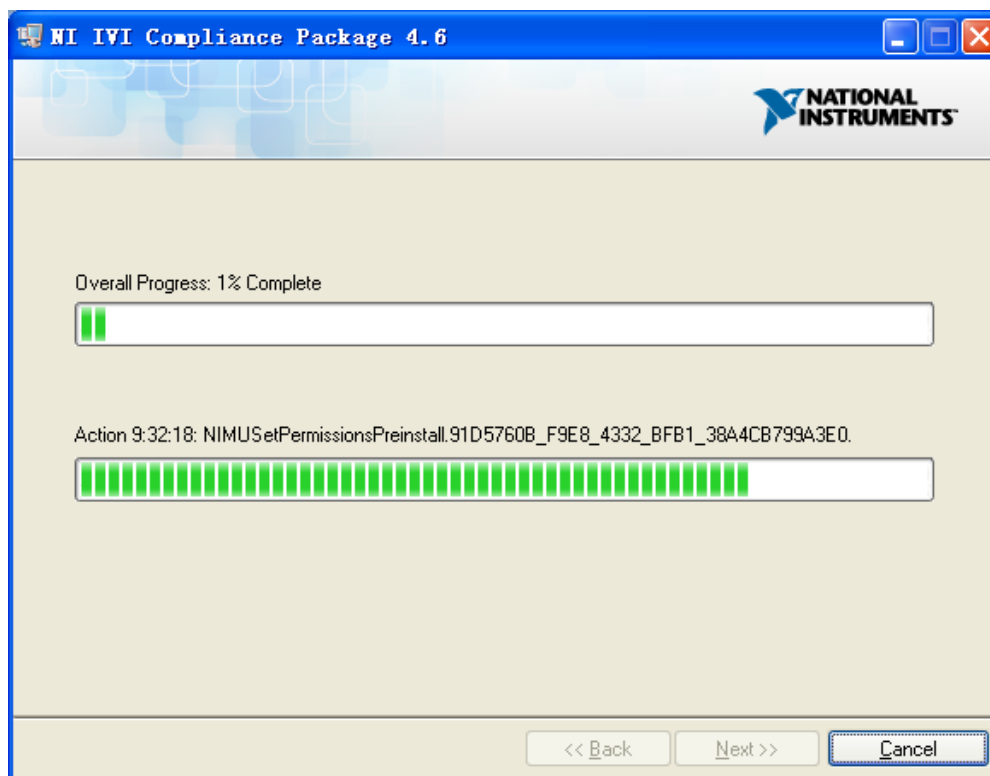 NI IVI Compliance Package 4.6
NATIONAL
INSTRUMENTS™
Overall Progress: 1% Complete
Action 9:32:18: NIMUSetPermissionsPreinstall.91D5760B_F9E8_4332_BFB1_38A4CB799A3E0.
<< Back
Next >>
Cancel